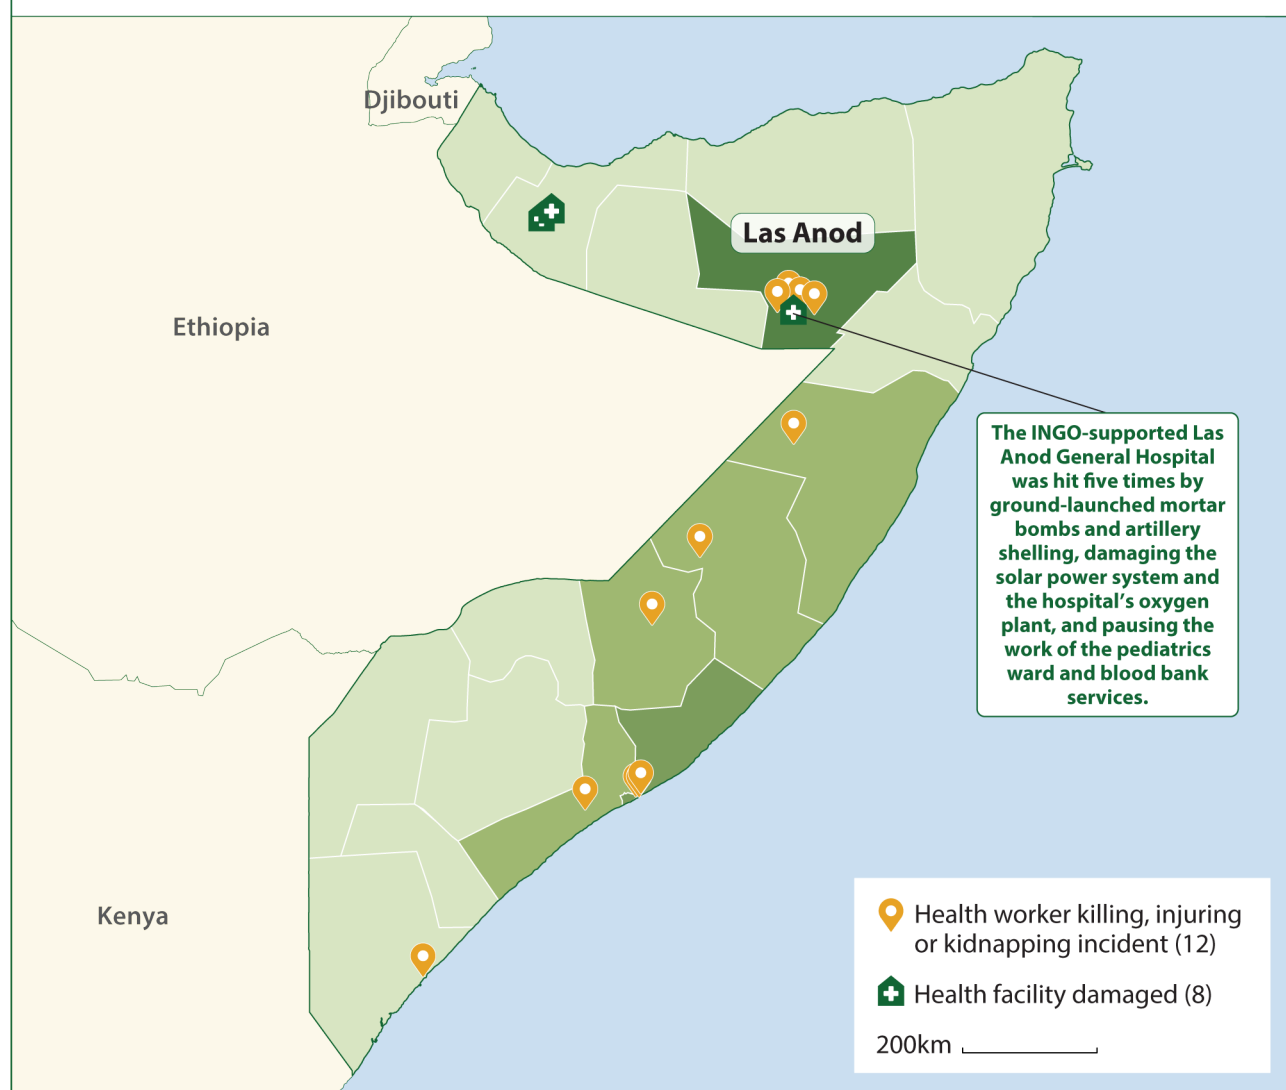 Djibouti
Las Anod
Ethiopia
The INGO-supported Las
Anod General Hospital
was hit five times by
ground-launched mortar
bombs and artillery
shelling, damaging the
solar power system and
the hospital’s oxygen
plant, and pausing the
work of the pediatrics
ward and blood bank
services.
Kenya
Health worker killing, injuring
or kidnapping incident (12)
Health facility damaged (8)
200km